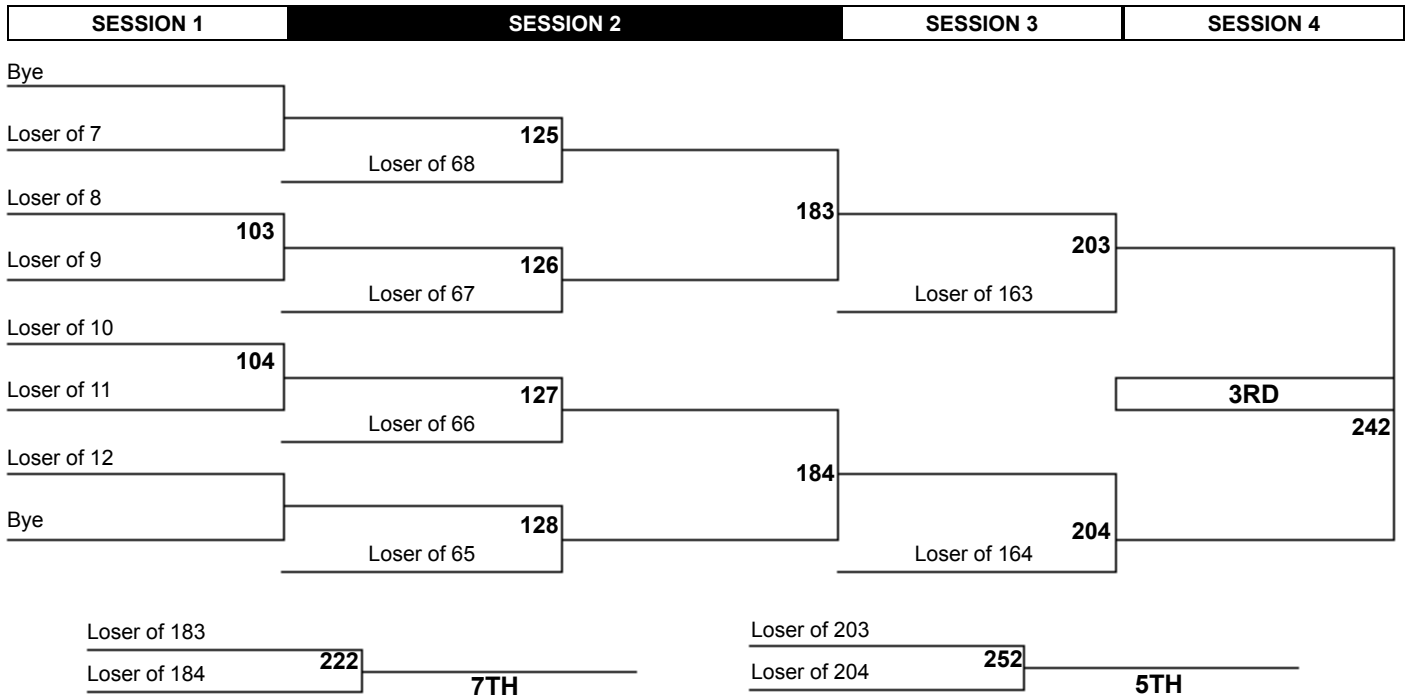 SESSION 1 SESSION 2 SESSION 3 SESSION 4
Bye
Loser of 7
125
Loser of 68
Loser of 8
183
103
203
Loser of 9
126
Loser of 67
Loser of 163
Loser of 10
104
Loser of 11
127
3RD
Loser of 66
242
Loser of 12
184
Bye
128
204
Loser of 65
Loser of 164
Loser of 183
222
Loser of 184
7TH
Loser of 203
252
Loser of 204
5TH